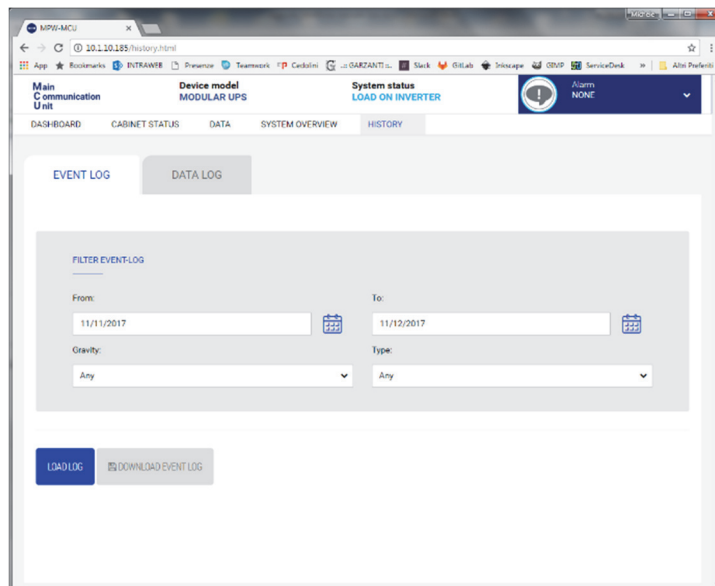 MPW-MCU
10.1.10.185/history.html
App Bookmarks INTRAWEB Presenze Teamwork Cedolini Slack GitLab Inkscape GIMP ServiceDesk » Altri Preferiti
Main
Communication
Unit
Device model
MODULAR UPS
System status
LOAD ON INVERTER
Alarm
NONE
DASHBOARD CABINET STATUS DATA SYSTEM OVERVIEW HISTORY
EVENT LOG DATA LOG
FILTER EVENT-LOG
From: To:
11/11/2017 11/12/2017
Gravity: Type:
Any Any
LOAD LOG DOWNLOAD EVENT LOG